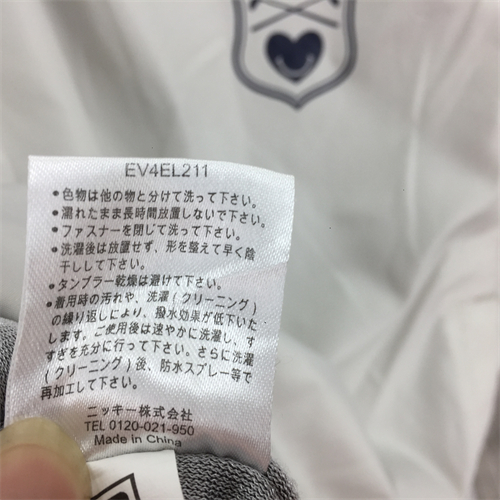 EV4EL211
•色物は他の物と分けて洗って下さい。
•濡れたまま長時間放置しないで下さい。
•ファスナーを閉じて洗って下さい。
•洗濯後は放置せず、形を整えて早く陰
干しして下さい。
•タンブラー乾燥は避けて下さい。
•着用時の汚れや、洗濯(クリーニング)
の繰り返しにより、撥水効果が低下いた
します。ご使用後は速やかに洗濯し、す
すぎを充分に行って下さい。さらに洗濯
(クリーニング)後、防水スプレー等で
再加工して下さい。
ニッキー株式会社
TEL 0120-021-950
Made in China